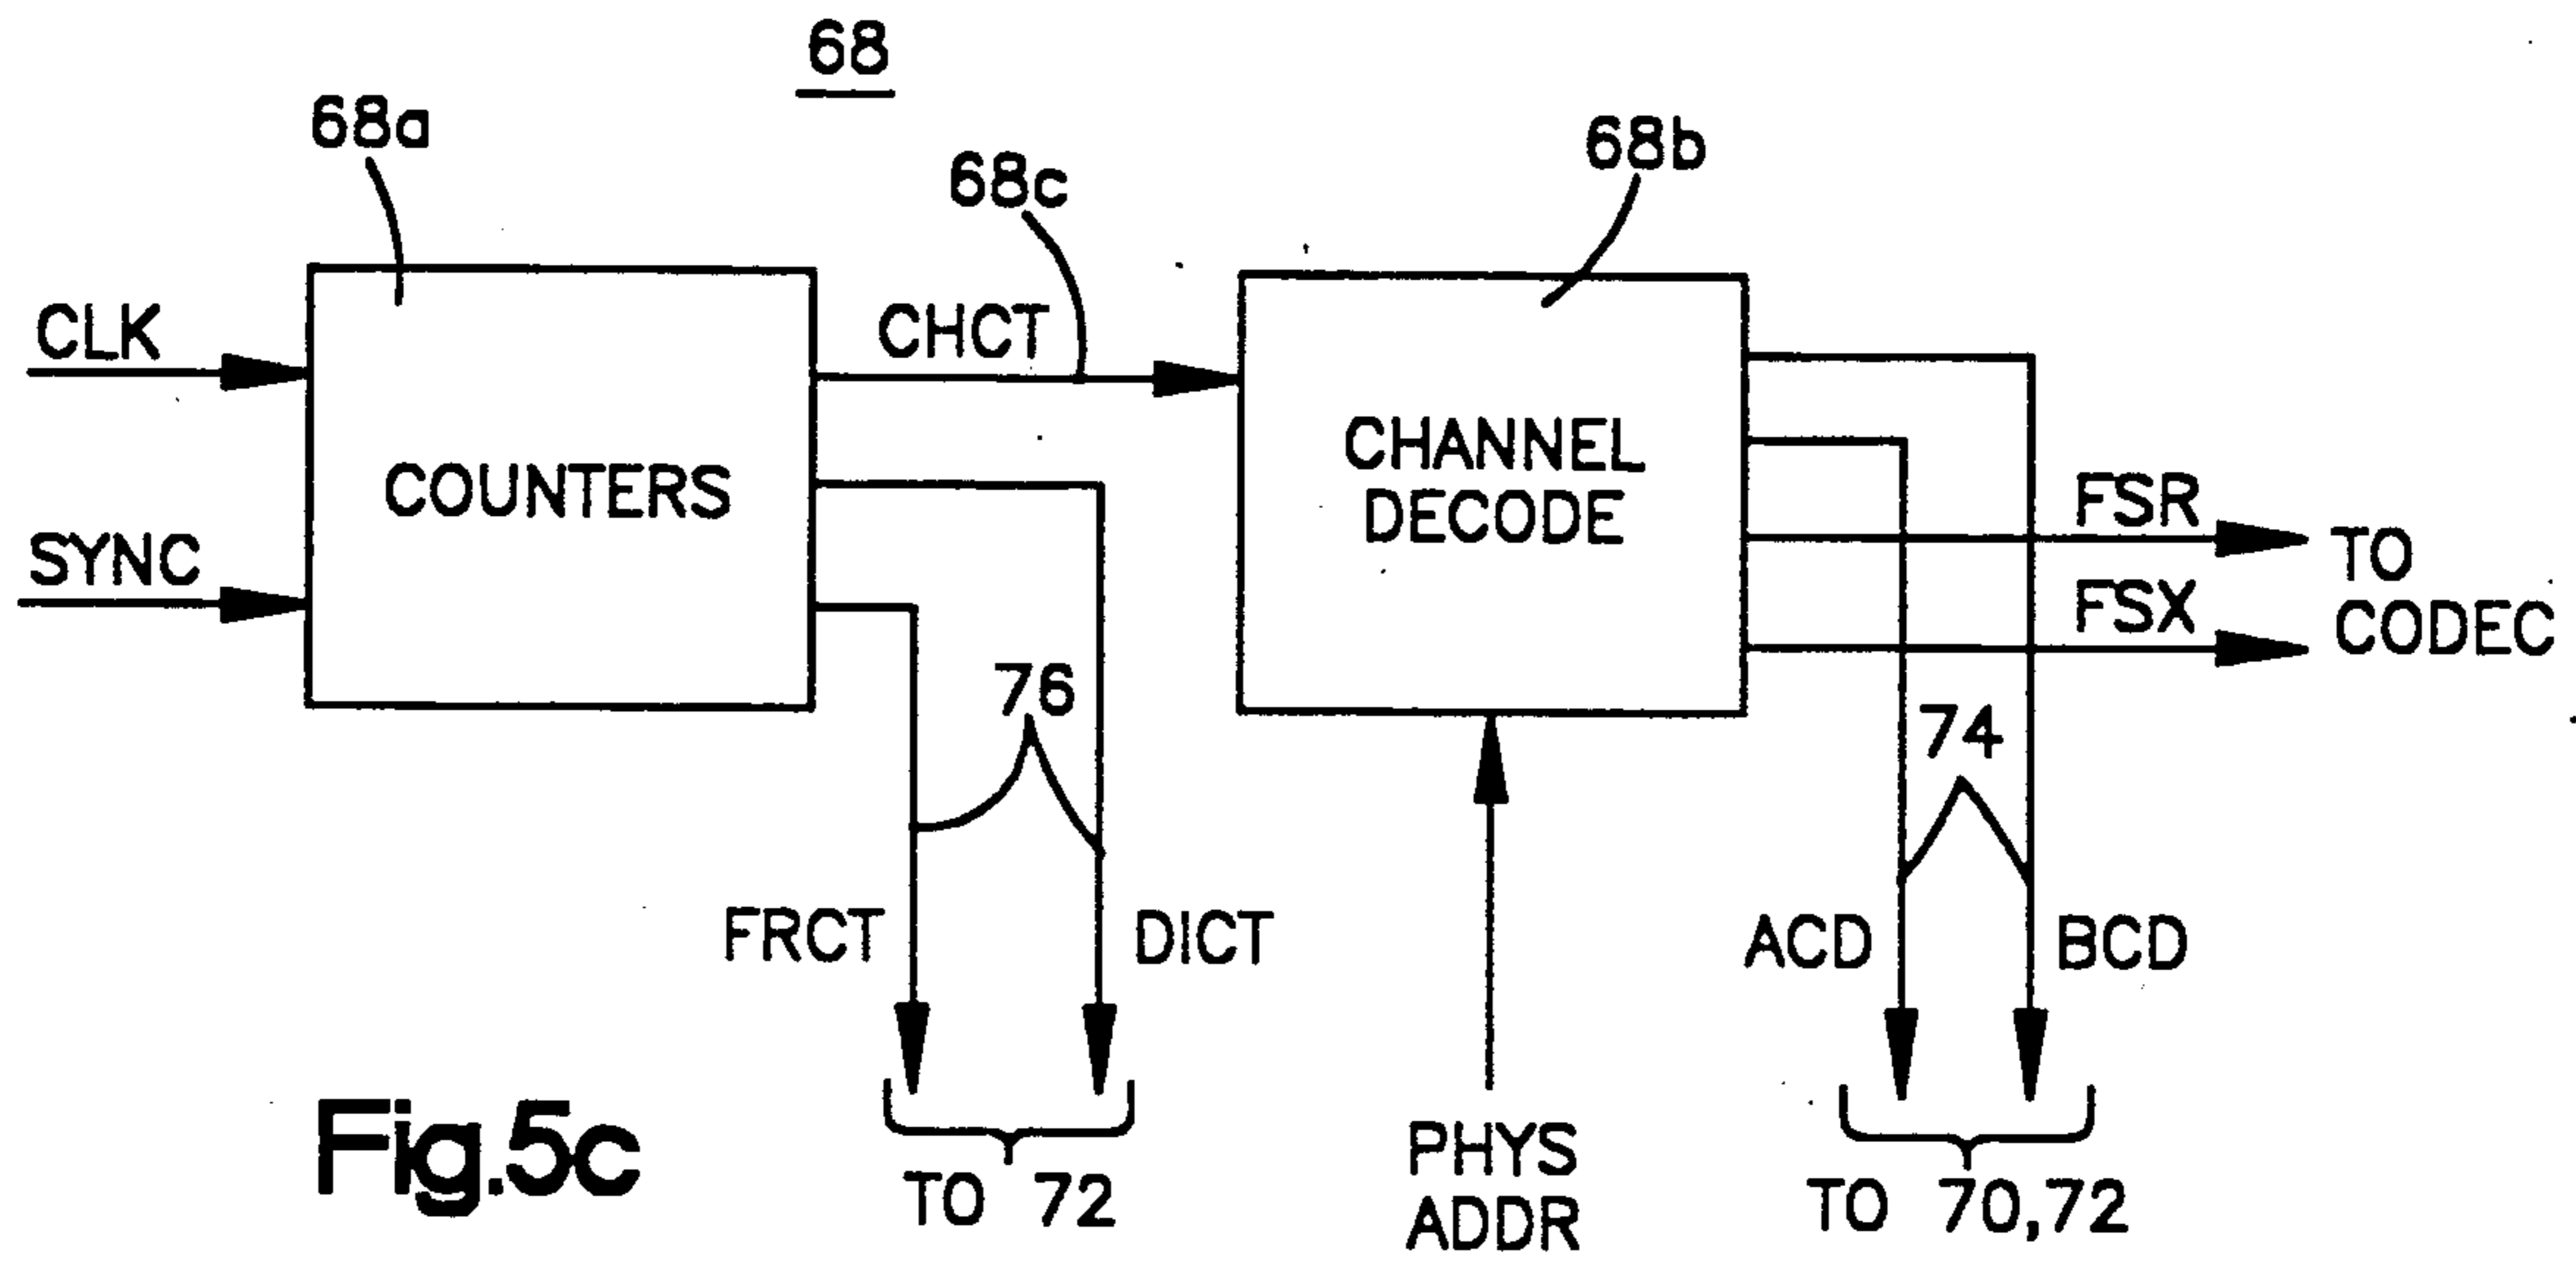 68
68a
68c
68b
CLK
CHCT
COUNTERS
CHANNEL
DECODE
SYNC
FSR
FSX
TO
CODEC
76
74
FRCT
DICT
ACD
BCD
Fig.5c
TO 72
PHYS
ADDR
TO 70,72